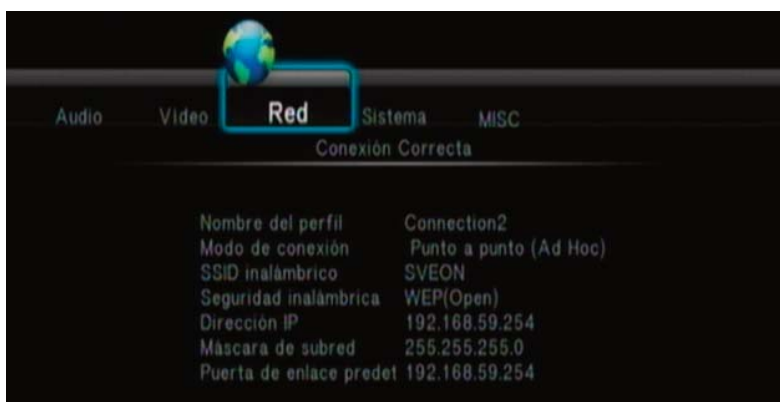 Audio Video Red Sistema MISC
Conexión Correcta
Nombre del perfil Connection2
Modo de conexión Punto a punto (Ad Hoc)
SSID inalámbrico SVEON
Seguridad inalámbrica WEP(Open)
Dirección IP 192.168.59.254
Máscara de subred 255.255.255.0
Puerta de enlace predet 192.168.59.254